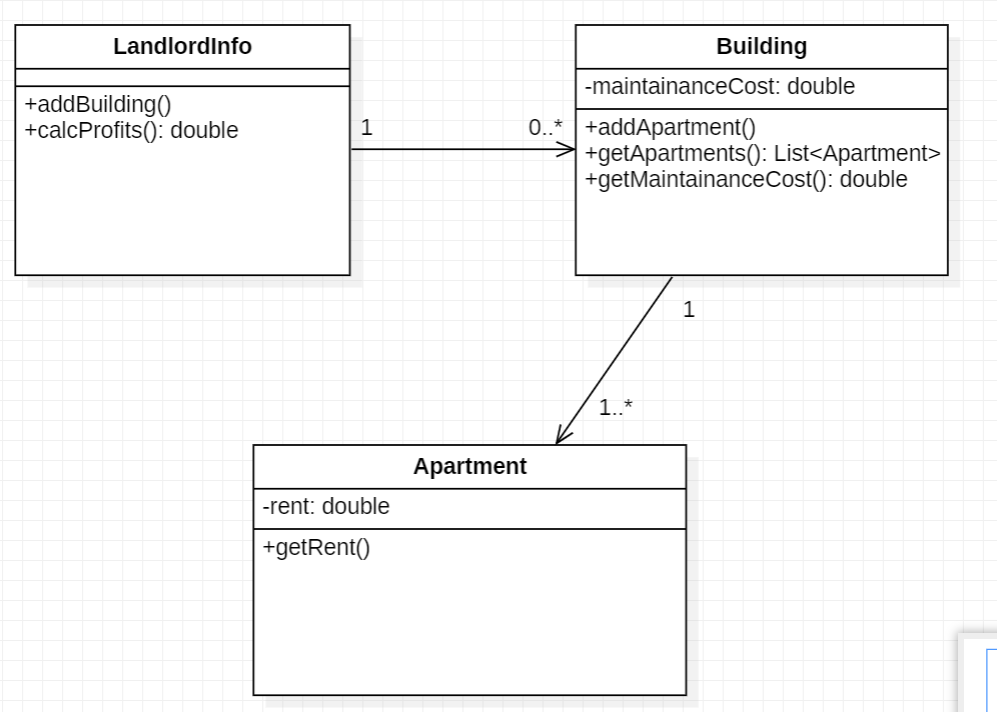 LandlordInfo
+addBuilding()
+calcProfits(): double
1
0..*
Building
-maintainanceCost: double
+addApartment()
+getApartments(): List<Apartment>
+getMaintainanceCost(): double
1
1..*
Apartment
-rent: double
+getRent()